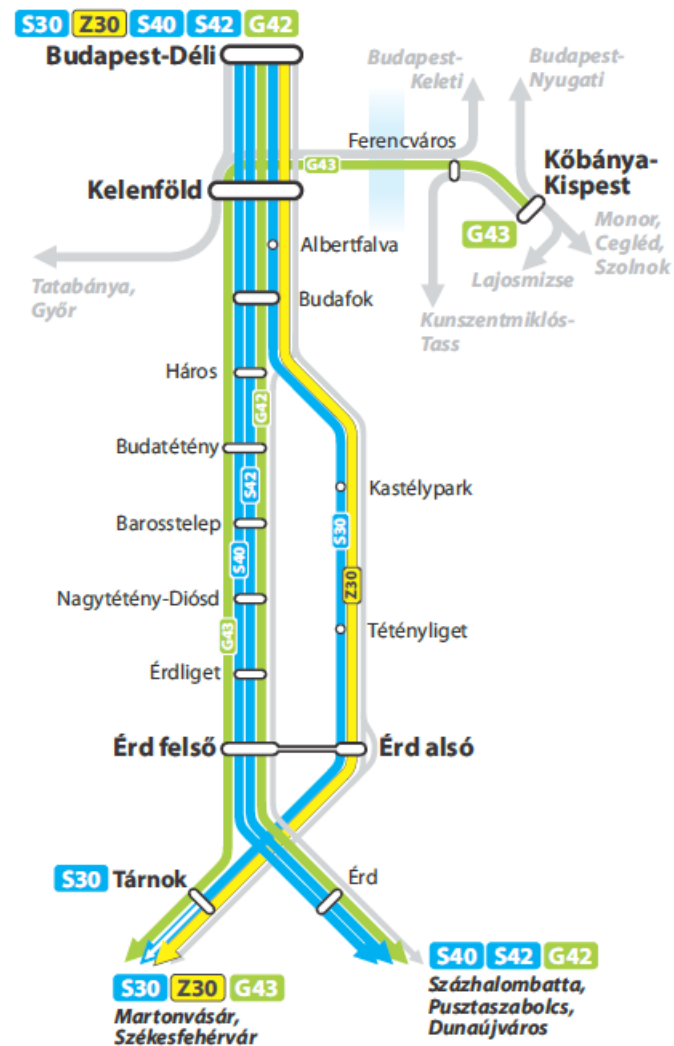 S30 Z30 S40 S42 G42
Budapest-Déli
Budapest-
Keleti
Budapest-
Nyugati
Ferencváros
G43
Kőbánya-
Kispest
Kelenföld
G43
Monor,
Cegléd,
Szolnok
Albertfalva
Lajosmizse
Tatabánya,
Győr
Budafok
Kunszentmiklós-
Tass
Háros
G42
Budatétény
S42
Kastélypark
Barosstelep
S30
S40
Z30
Nagytétény-Diósd
G43
Tétényliget
Érdliget
Érd felső
Érd alsó
S30 Tárnok
Érd
S40 S42 G42
Százhalombatta,
Pusztaszabolcs,
Dunaújváros
S30 Z30 G43
Martonvásár,
Székesfehérvár